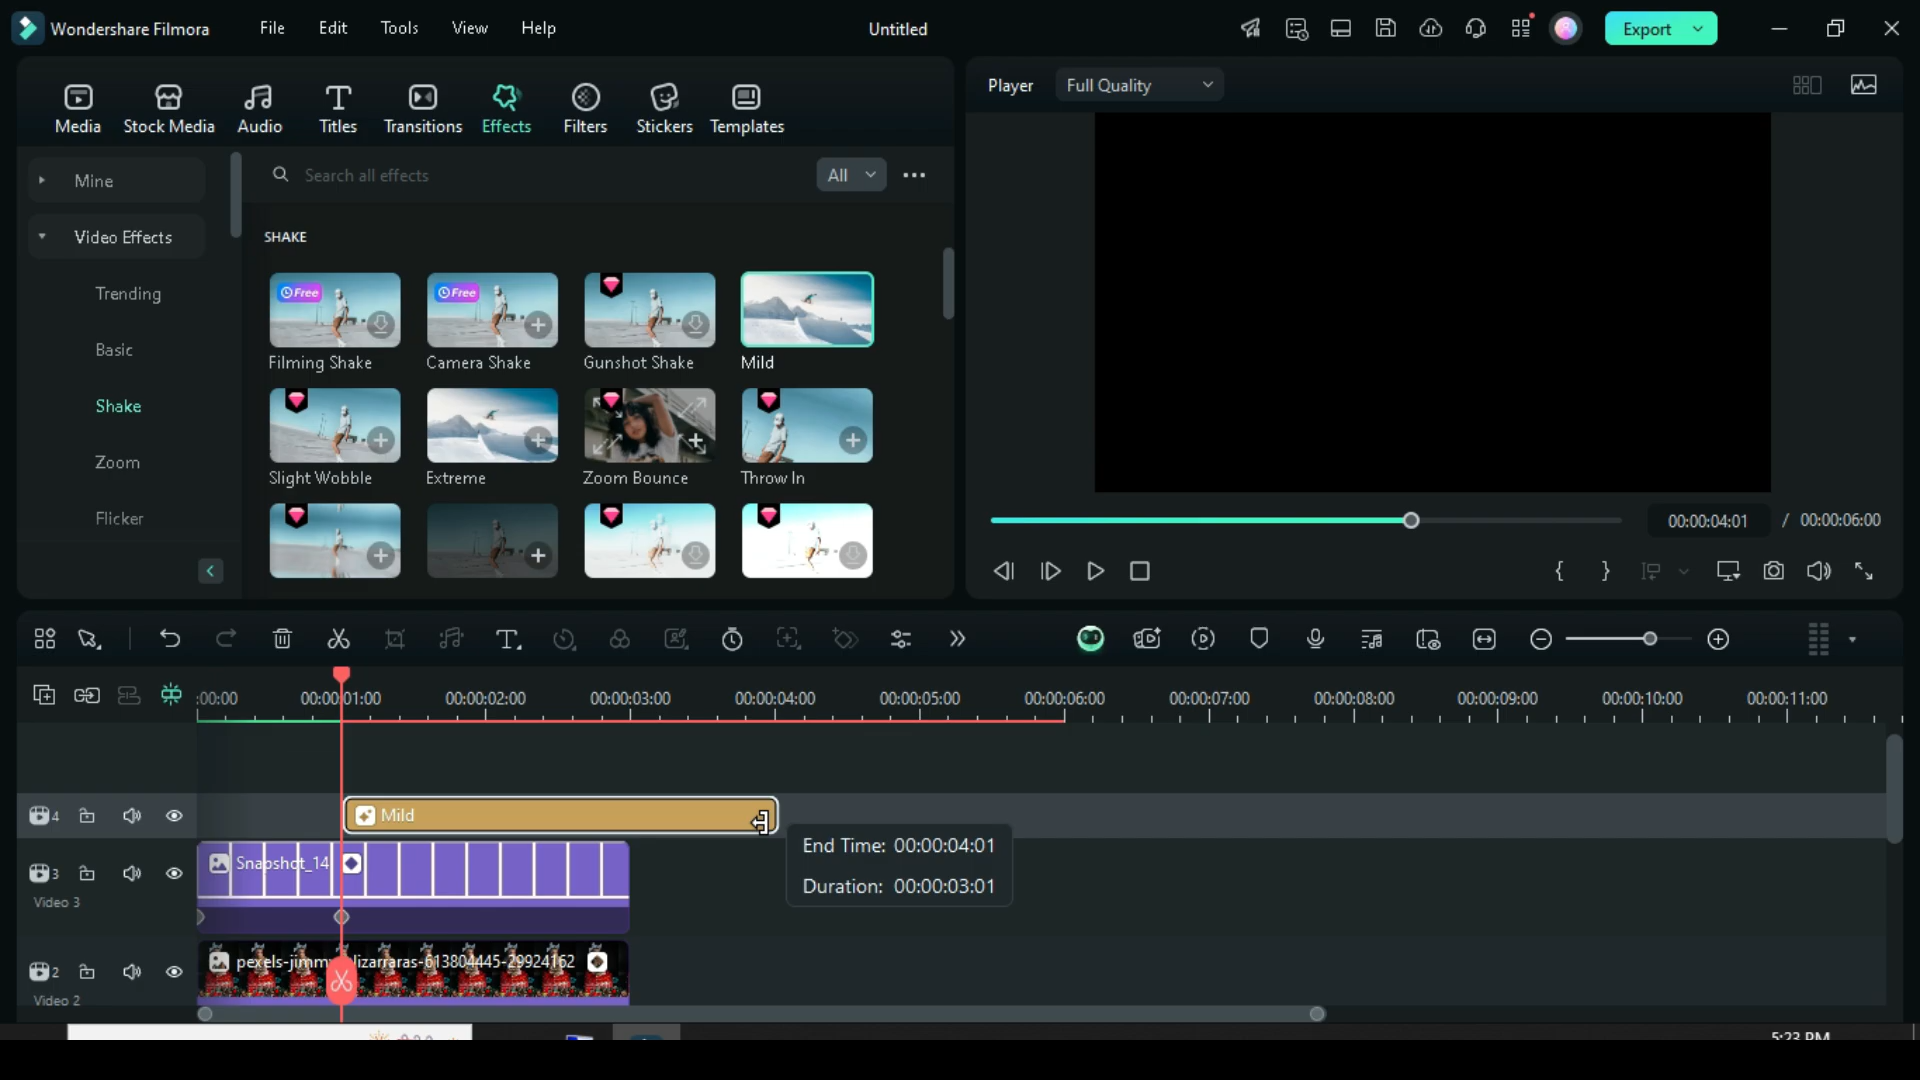 Wondershare Filmora
File
Edit
Tools
View
Help
Untitled
Export
Media
Stock Media
Audio
Titles
Transitions
Effects
Filters
Stickers
Templates
Player
Full Quality
Mine
Video Effects
Trending
Basic
Shake
Zoom
Flicker
Search all effects
All
SHAKE
Free
Filming Shake
Free
Camera Shake
Gunshot Shake
Mild
Slight Wobble
Extreme
Zoom Bounce
Throw In
00:00:04:01
/ 00:00:06:00
:00:00
00:00:01:00
00:00:02:00
00:00:03:00
00:00:04:00
00:00:05:00
00:00:06:00
00:00:07:00
00:00:08:00
00:00:09:00
00:00:10:00
00:00:11:00
4
Mild
End Time: 00:00:04:01
Duration: 00:00:03:01
3
Video 3
Snapshot_14
2
Video 2
lizarraras-613804445-29924162
5:23 PM